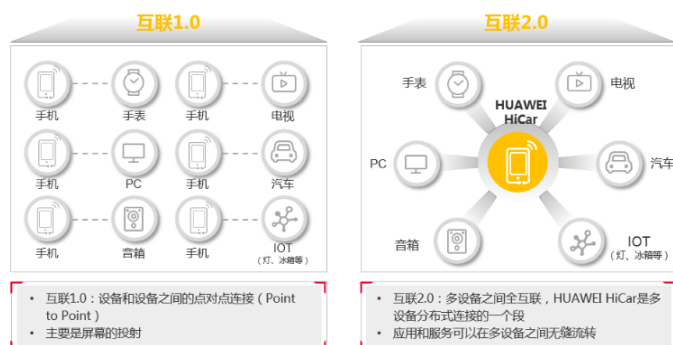 互联1.0
手机
手表
手机
电视
手机
PC
手机
汽车
手机
音箱
手机
IOT
（灯、冰箱等）
• 互联1.0：设备和设备之间的点对点连接（Point
to Point）
• 主要是屏幕的投射
互联2.0
手表
电视
HUAWEI
HiCar
PC
汽车
音箱
IOT
（灯、冰箱等）
• 互联2.0：多设备之间全互联，HUAWEI HiCar是多
设备分布式连接的一个段
• 应用和服务可以在多设备之间无缝流转